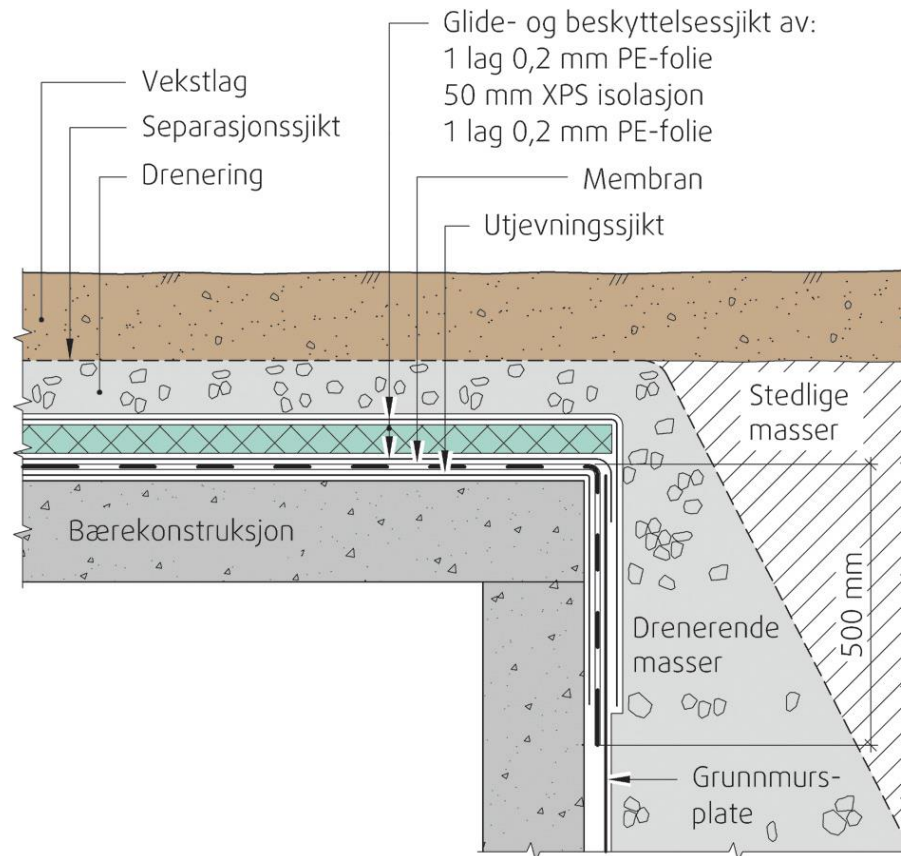 Glide- og beskyttelsessjikt av:
1 lag 0,2 mm PE-folie
50 mm XPS isolasjon
1 lag 0,2 mm PE-folie
Vekstlag
Separasjonssjikt
Drenering
Membran
Utjevningssjikt
Stedlige
masser
Bærekonstruksjon
500 mm
Drenerende
masser
Grunnmurs-
plate